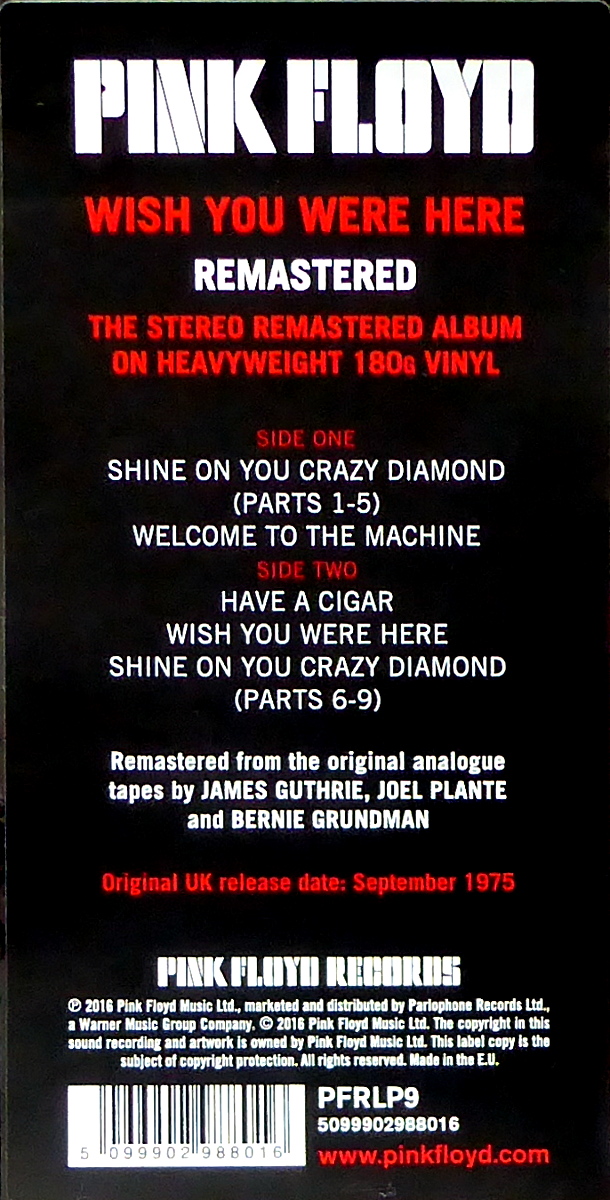 PINK FLOYD
WISH YOU WERE HERE
REMASTERED
THE STEREO REMASTERED ALBUM
ON HEAVYWEIGHT 180G VINYL
SIDE ONE
SHINE ON YOU CRAZY DIAMOND
(PARTS 1-5)
WELCOME TO THE MACHINE
SIDE TWO
HAVE A CIGAR
WISH YOU WERE HERE
SHINE ON YOU CRAZY DIAMOND
(PARTS 6-9)
Remastered from the original analogue
tapes by JAMES GUTHRIE, JOEL PLANTE
and BERNIE GRUNDMAN
Original UK release date: September 1975
PINK FLOYD RECORDS
℗ 2016 Pink Floyd Music Ltd., marketed and distributed by Parlophone Records Ltd.,
a Warner Music Group Company. © 2016 Pink Floyd Music Ltd. The copyright in this
sound recording and artwork is owned by Pink Floyd Music Ltd. This label copy is the
subject of copyright protection. All rights reserved. Made in the E.U.
PFRLP9
5099902988016
www.pinkfloyd.com
5 099902 988016